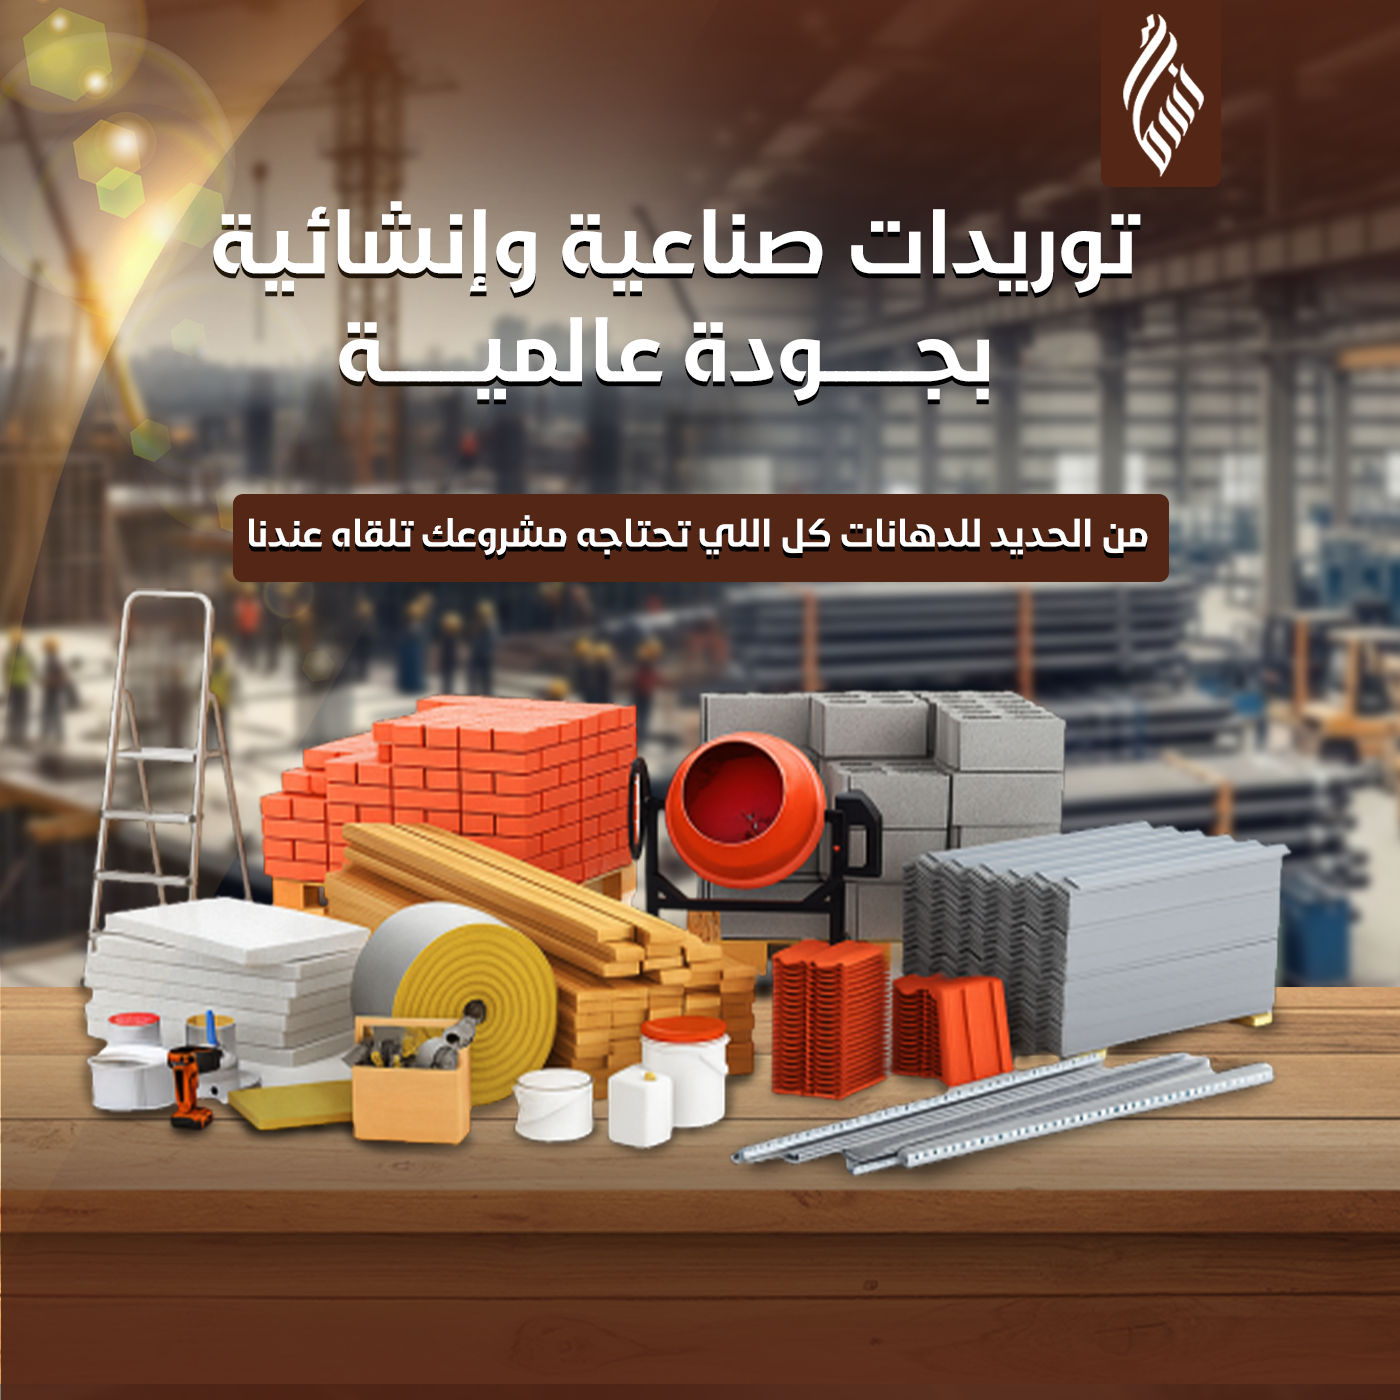 توريدات صناعية وإنشائية
بجـــودة عالميـــة
من الحديد للدهانات كل اللي تحتاجه مشروعك تلقاه عندنا